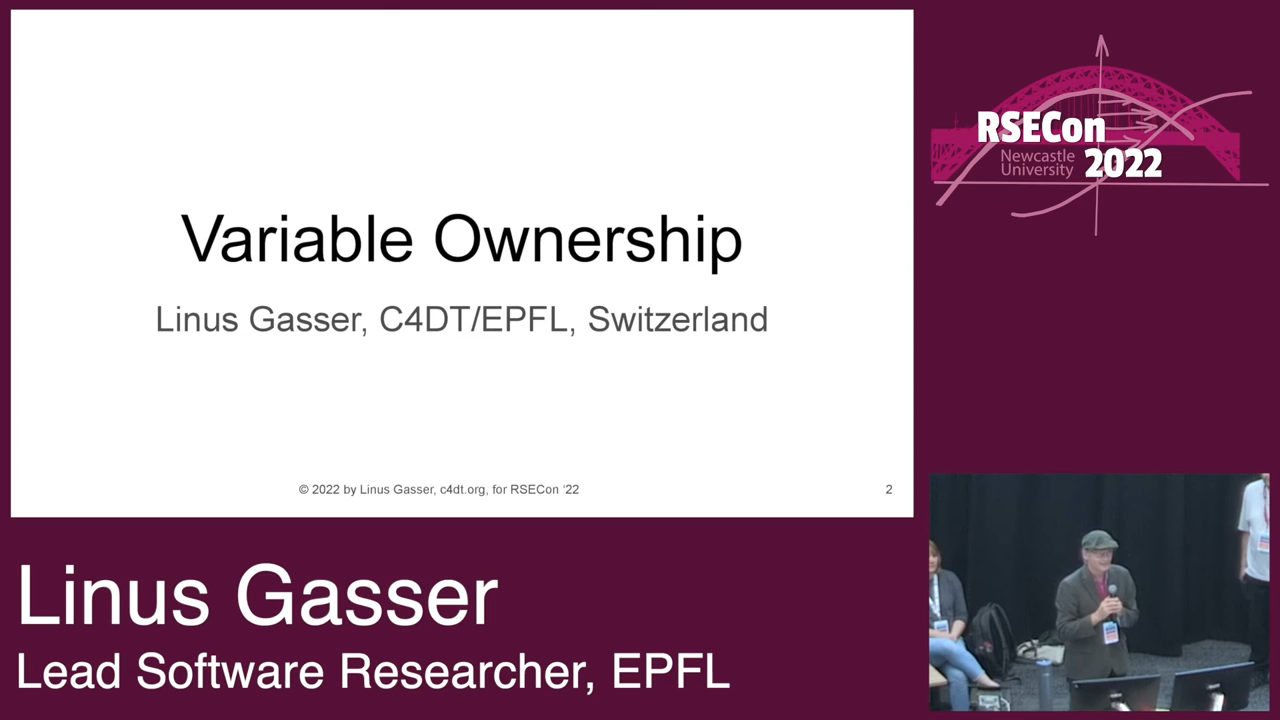 Variable Ownership
Linus Gasser, C4DT/EPFL, Switzerland
© 2022 by Linus Gasser, c4dt.org, for RSECon ‘22
2
RSECon
Newcastle
University
2022
Linus Gasser
Lead Software Researcher, EPFL